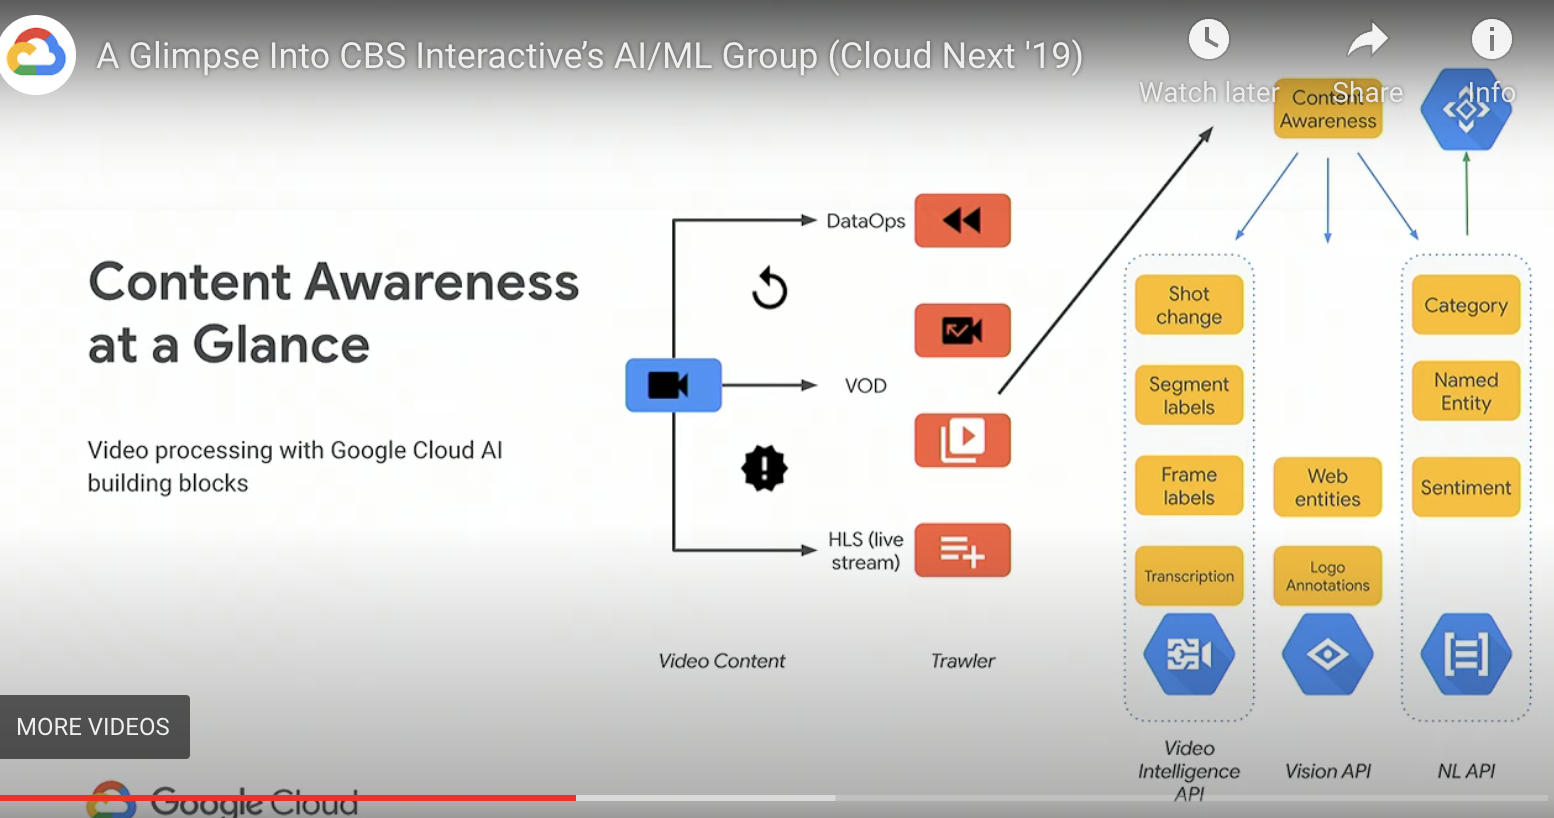 A Glimpse Into CBS Interactive’s AI/ML Group (Cloud Next '19)
Watch later
Share
Info
Content
Awareness
Content Awareness
at a Glance
Video processing with Google Cloud AI
building blocks
DataOps
VOD
HLS (live
stream)
Video Content
Trawler
Shot
change
Segment
labels
Frame
labels
Transcription
Video
Intelligence
API
Web
entities
Logo
Annotations
Vision API
Category
Named
Entity
Sentiment
NL API
MORE VIDEOS
Google Cloud